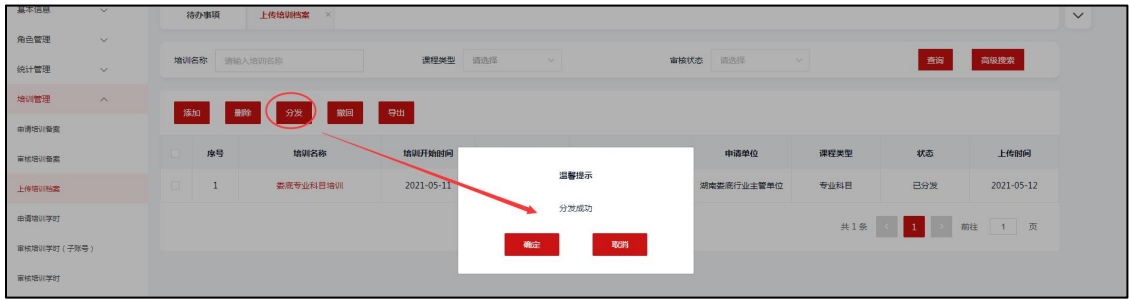 基本信息
待办事项 上传培训档案 ×
角色管理
培训名称 请输入培训名称 课程类型 请选择 审核状态 请选择 查询 高级搜索
统计管理
培训管理
添加 删除 分发 撤回 导出
申请培训备案
序号 培训名称 培训开始时间 申请单位 课程类型 状态 上传时间
审核培训备案
温馨提示
1 娄底专业科目培训 2021-05-11 湖南娄底行业主管单位 专业科目 已分发 2021-05-12
上传培训档案
分发成功
申请培训学时
共 1 条 < 1 > 前往 1 页
确定 取消
审核培训学时（子账号）
审核培训学时